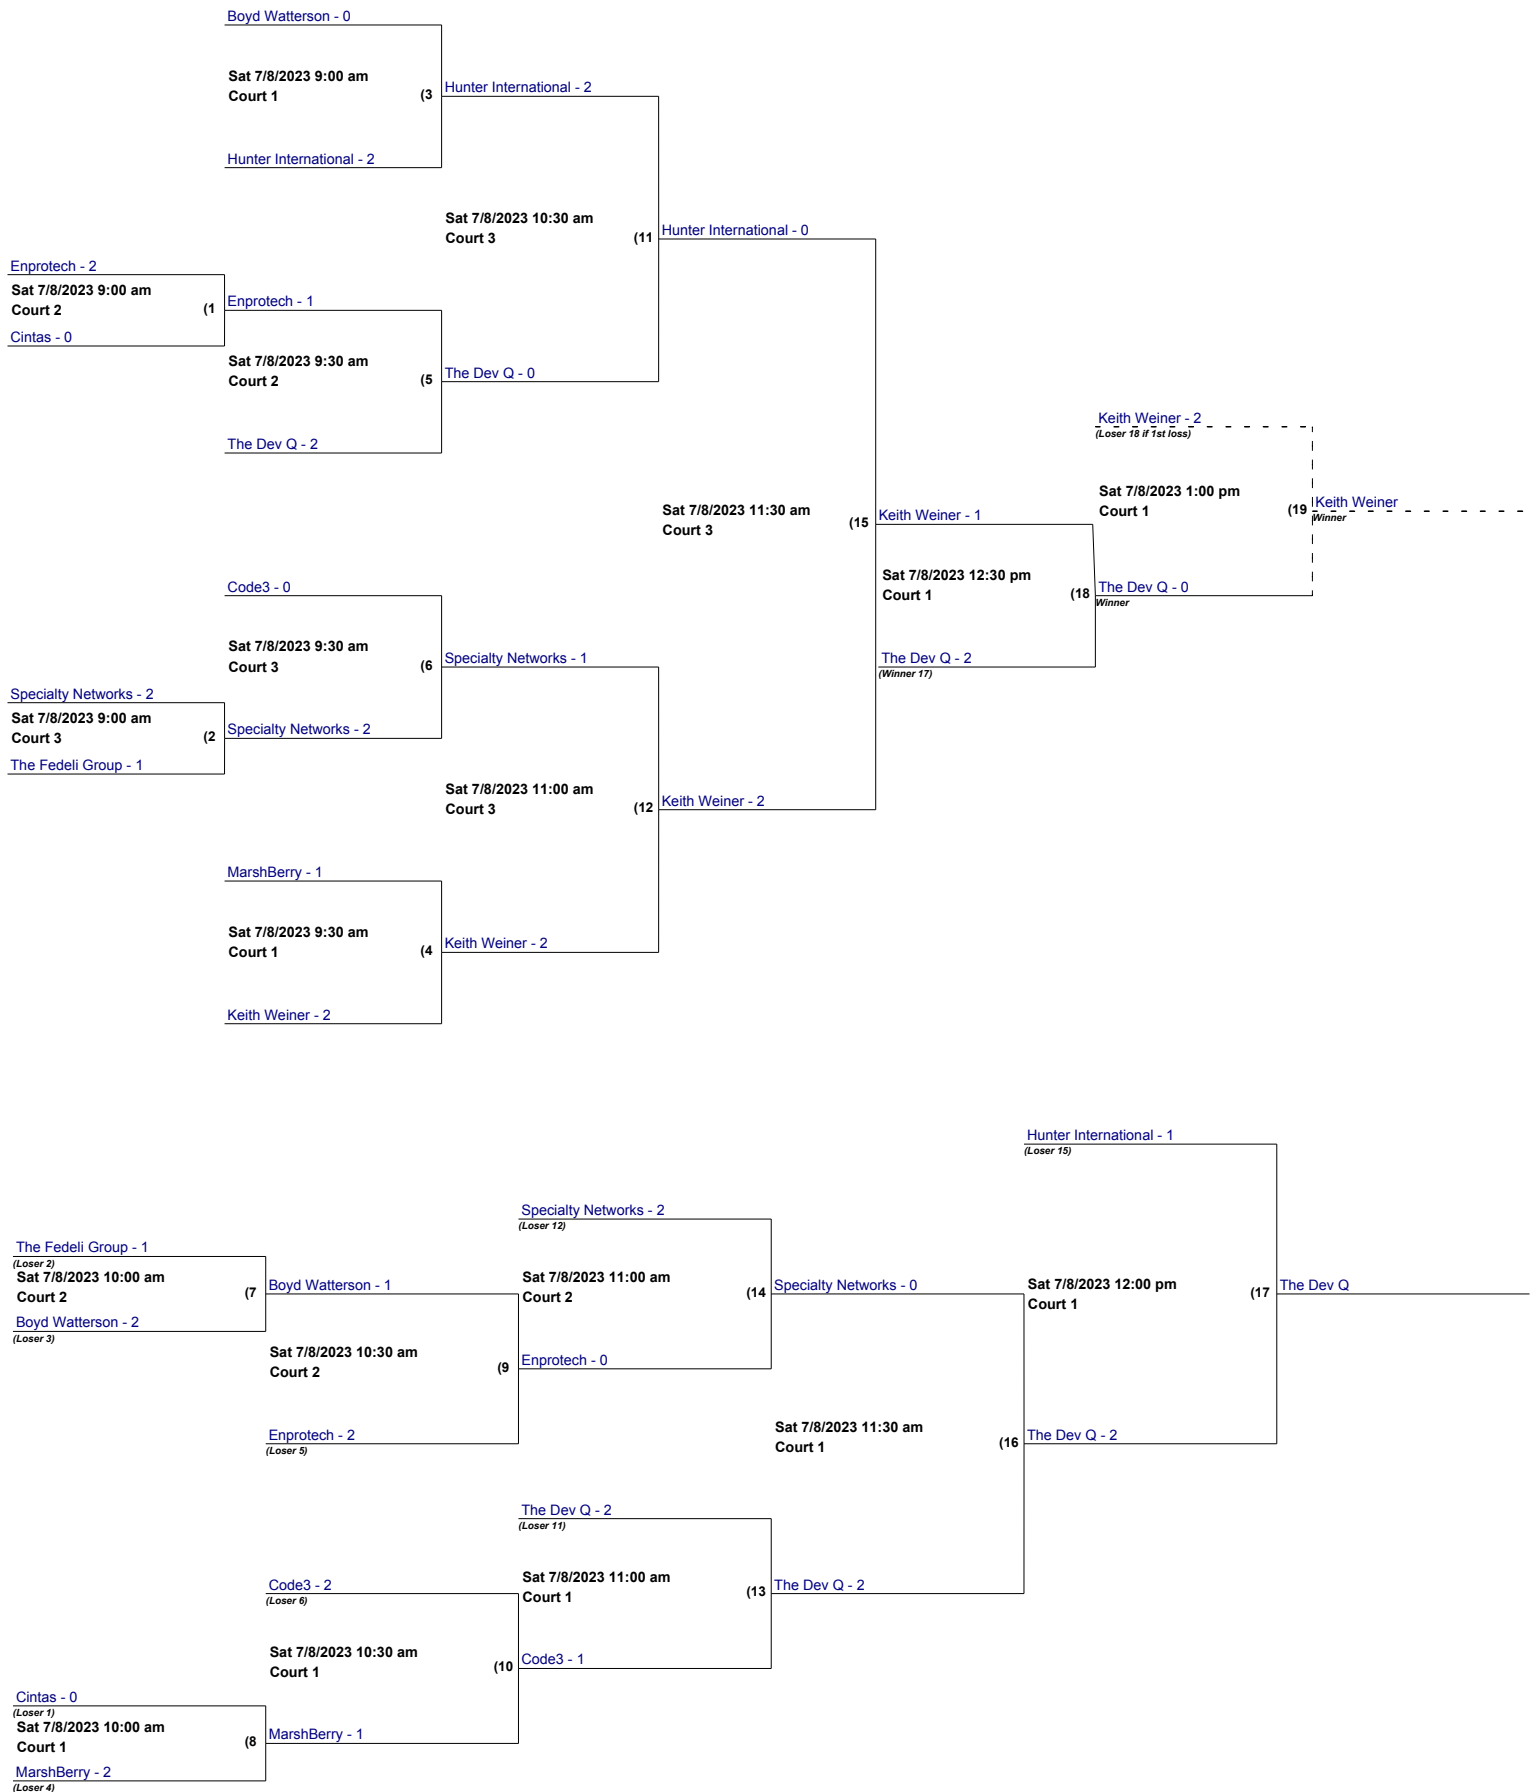 Boyd Watterson - 0
Sat 7/8/2023 9:00 am
Court 1
(3
Hunter International - 2
Hunter International - 2
Sat 7/8/2023 10:30 am
Court 3
(11
Hunter International - 0
Enprotech - 2
Sat 7/8/2023 9:00 am
Court 2
(1
Enprotech - 1
Cintas - 0
Sat 7/8/2023 9:30 am
Court 2
(5
The Dev Q - 0
The Dev Q - 2
Keith Weiner - 2
(Loser 18 if 1st loss)
Sat 7/8/2023 1:00 pm
Court 1
(19
Keith Weiner
Winner
Sat 7/8/2023 11:30 am
Court 3
(15
Keith Weiner - 1
Sat 7/8/2023 12:30 pm
Court 1
(18
The Dev Q - 0
Winner
Code3 - 0
Sat 7/8/2023 9:30 am
Court 3
(6
Specialty Networks - 1
The Dev Q - 2
(Winner 17)
Specialty Networks - 2
Sat 7/8/2023 9:00 am
Court 3
(2
Specialty Networks - 2
The Fedeli Group - 1
Sat 7/8/2023 11:00 am
Court 3
(12
Keith Weiner - 2
MarshBerry - 1
Sat 7/8/2023 9:30 am
Court 1
(4
Keith Weiner - 2
Keith Weiner - 2
Hunter International - 1
(Loser 15)
Specialty Networks - 2
(Loser 12)
The Fedeli Group - 1
(Loser 2)
Sat 7/8/2023 10:00 am
Court 2
(7
Boyd Watterson - 1
Sat 7/8/2023 11:00 am
Court 2
(14
Specialty Networks - 0
Sat 7/8/2023 12:00 pm
Court 1
(17
The Dev Q
Boyd Watterson - 2
(Loser 3)
Sat 7/8/2023 10:30 am
Court 2
(9
Enprotech - 0
Enprotech - 2
(Loser 5)
Sat 7/8/2023 11:30 am
Court 1
(16
The Dev Q - 2
The Dev Q - 2
(Loser 11)
Code3 - 2
(Loser 6)
Sat 7/8/2023 11:00 am
Court 1
(13
The Dev Q - 2
Sat 7/8/2023 10:30 am
Court 1
(10
Code3 - 1
Cintas - 0
(Loser 1)
Sat 7/8/2023 10:00 am
Court 1
(8
MarshBerry - 1
MarshBerry - 2
(Loser 4)